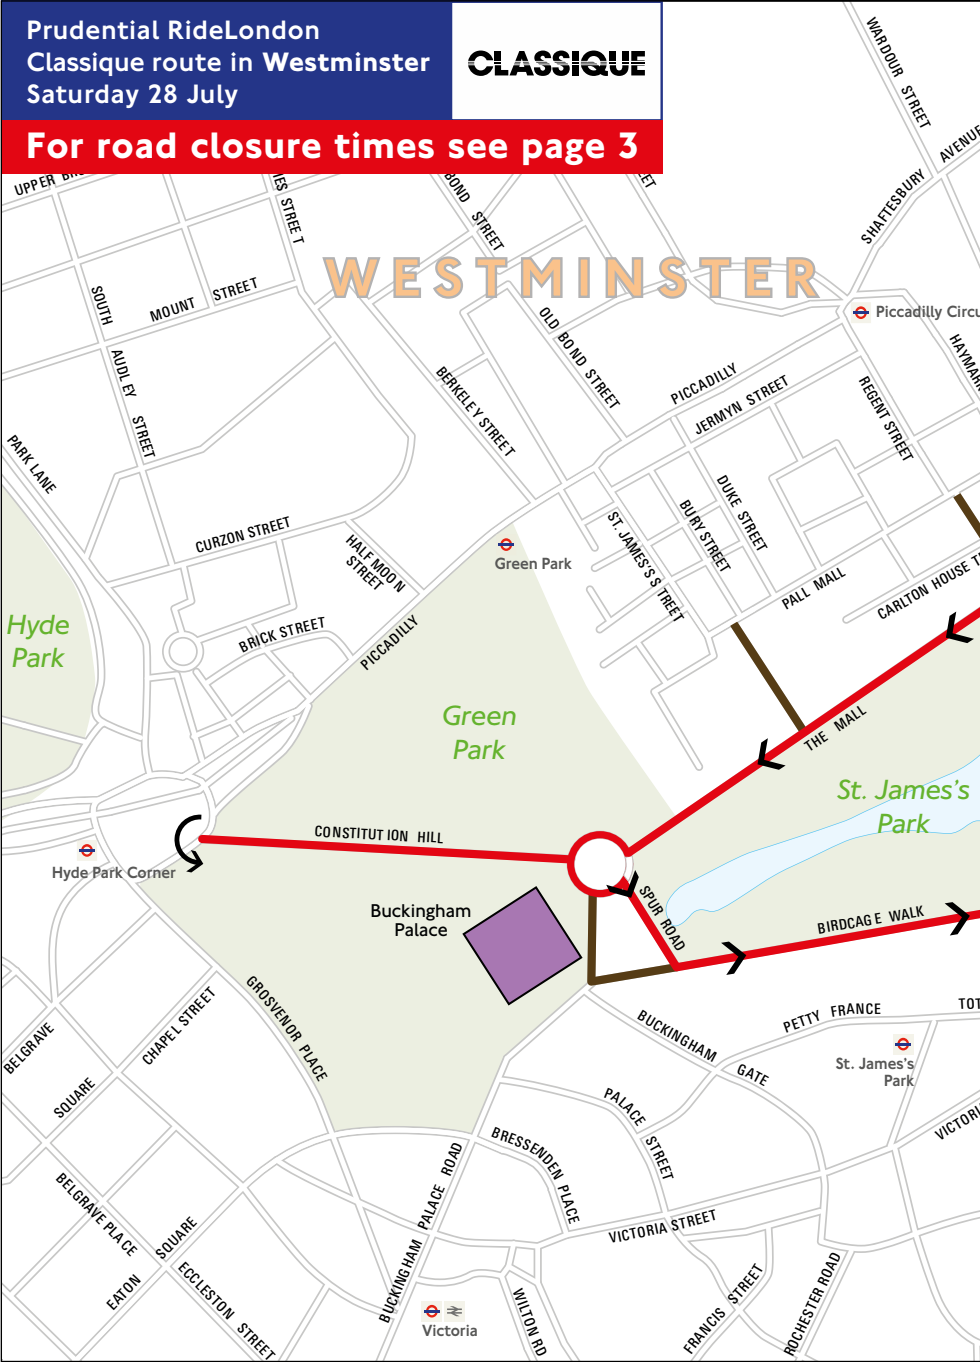 Prudential RideLondon
Classique route in Westminster
Saturday 28 July
CLASSIQUE
For road closure times see page 3
WARDOUR STREET
SHAFTESBURY AVENUE
UPPER
BOND STREET
WESTMINSTER
SOUTH AUDLEY STREET
MOUNT STREET
OLD BOND STREET
Piccadilly
PICCADILLY
JERMYN STREET
BERKELEY STREET
REGENT STREET
PARK LANE
CURZON STREET
HALF MOON
STREET
Green Park
ST. JAMES'S STREET
BURY STREET
DUKE STREET
PALL MALL
CARLTON HOUSE
Hyde
Park
BRICK STREET
PICCADILLY
Green
Park
THE MALL
St. James's
Park
CONSTITUTION HILL
Hyde Park Corner
Buckingham
Palace
SPUR ROAD
BIRDCAGE WALK
GROSVENOR PLACE
CHAPEL STREET
BELGRAVE SQUARE
BUCKINGHAM GATE
PETTY FRANCE
St. James's
Park
PALACE STREET
BRESSENDEN PLACE
BUCKINGHAM PALACE ROAD
VICTORIA STREET
BELGRAVE PLACE
EATON SQUARE
ECCLESTON STREET
Victoria
WILTON RD
FRANCIS STREET
ROCHESTER ROAD